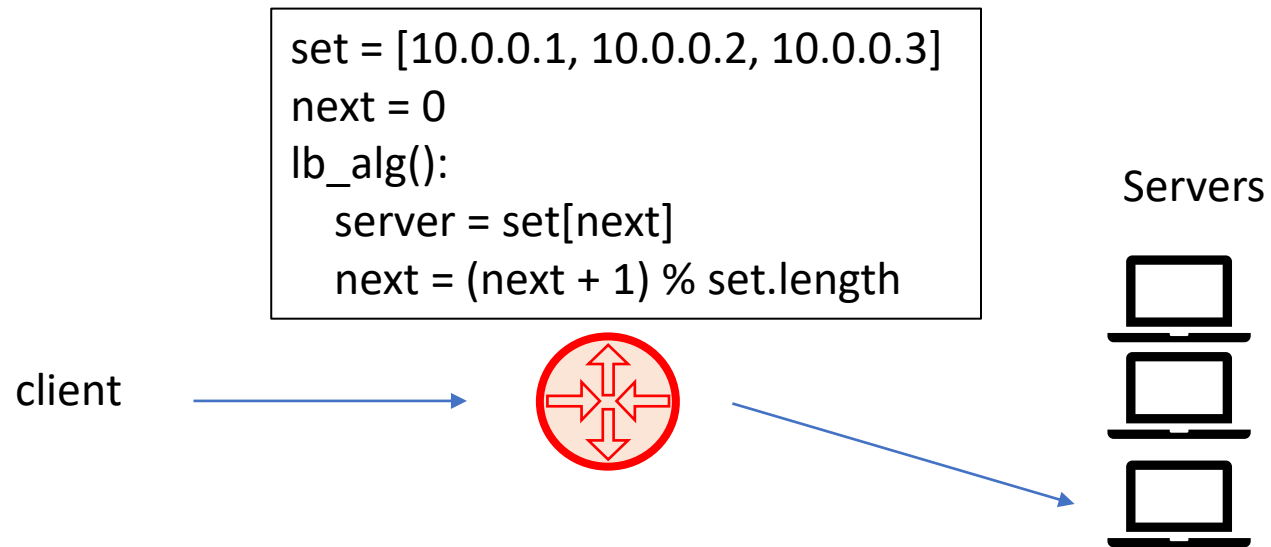 set = [10.0.0.1, 10.0.0.2, 10.0.0.3]
next = 0
lb_alg():
server = set[next]
next = (next + 1) % set.length
Servers
client